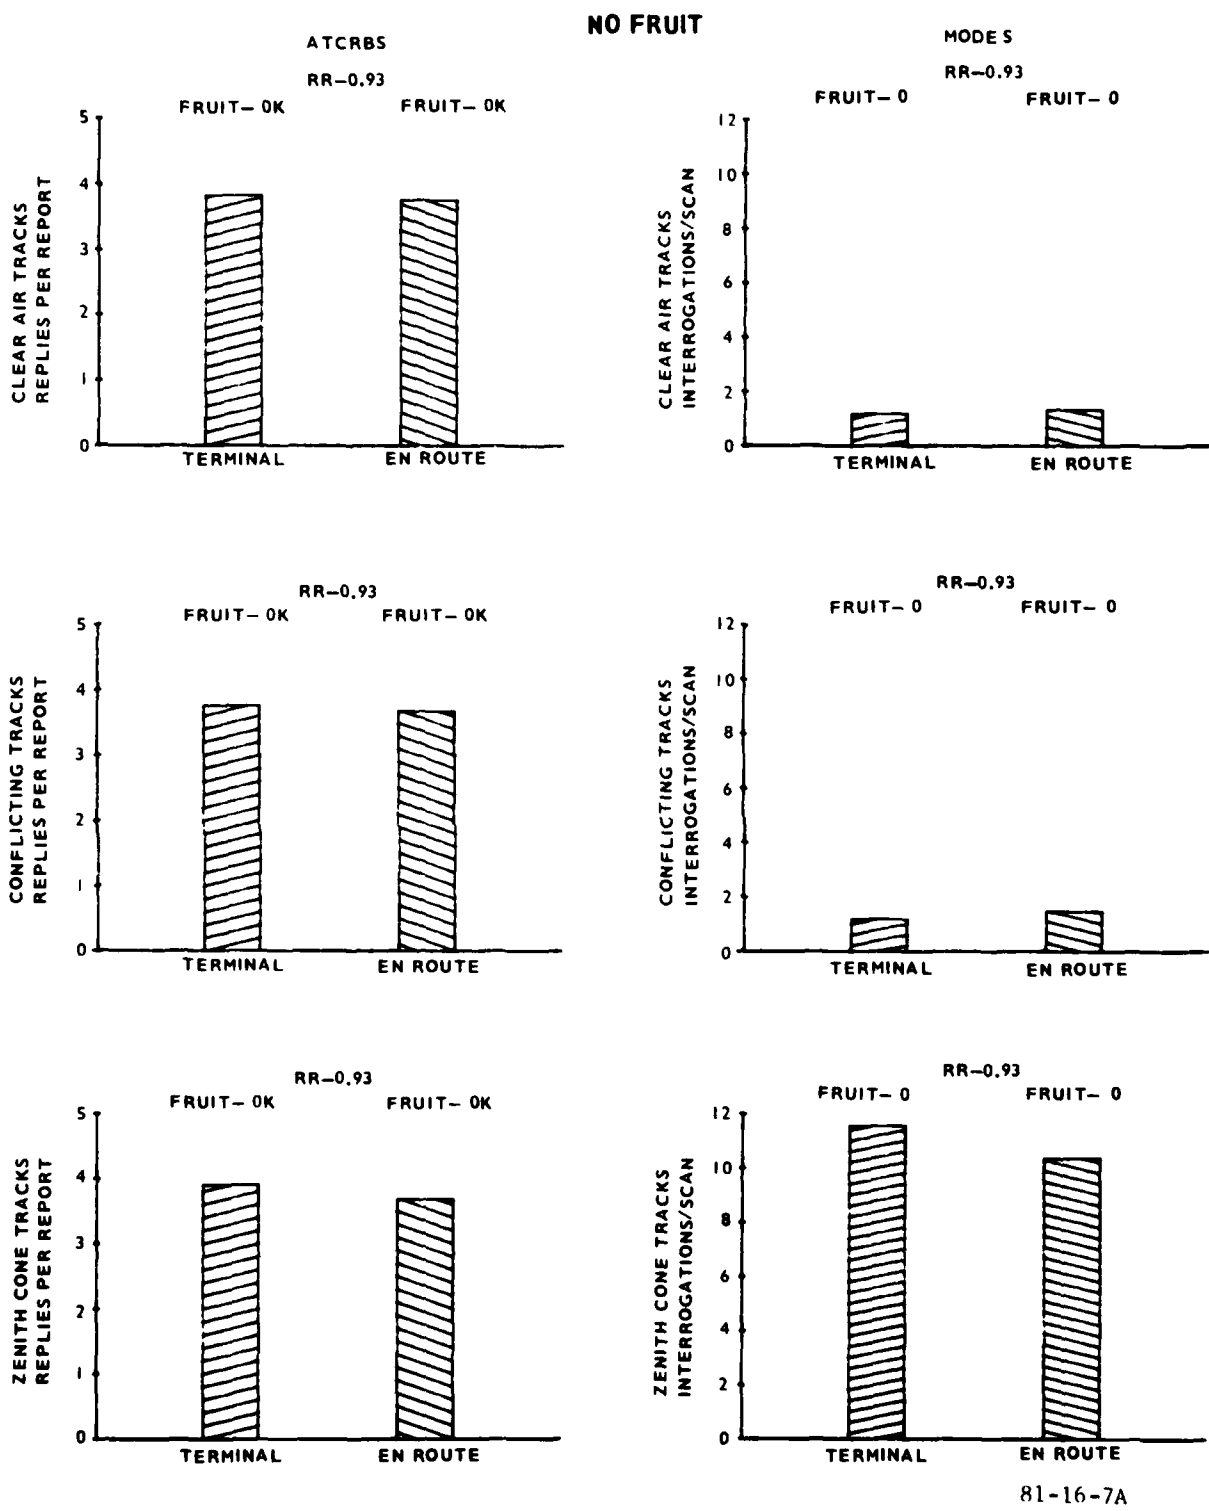 NO FRUIT
ATCRBS
RR-0.93
FRUIT- 0K FRUIT- 0K
CLEAR AIR TRACKS
REPLIES PER REPORT
5
4
3
2
1
0
TERMINAL EN ROUTE
MODE S
RR-0.93
FRUIT- 0 FRUIT- 0
CLEAR AIR TRACKS
INTERROGATIONS/SCAN
12
10
8
6
4
2
0
TERMINAL EN ROUTE
RR-0.93
FRUIT- 0K FRUIT- 0K
CONFLICTING TRACKS
REPLIES PER REPORT
5
4
3
2
1
0
TERMINAL EN ROUTE
RR-0.93
FRUIT- 0 FRUIT- 0
CONFLICTING TRACKS
INTERROGATIONS/SCAN
12
10
8
6
4
2
0
TERMINAL EN ROUTE
RR-0.93
FRUIT- 0K FRUIT- 0K
ZENITH CONE TRACKS
REPLIES PER REPORT
5
4
3
2
1
0
TERMINAL EN ROUTE
RR-0.93
FRUIT- 0 FRUIT- 0
ZENITH CONE TRACKS
INTERROGATIONS/SCAN
12
10
8
6
4
2
0
TERMINAL EN ROUTE
81-16-7A